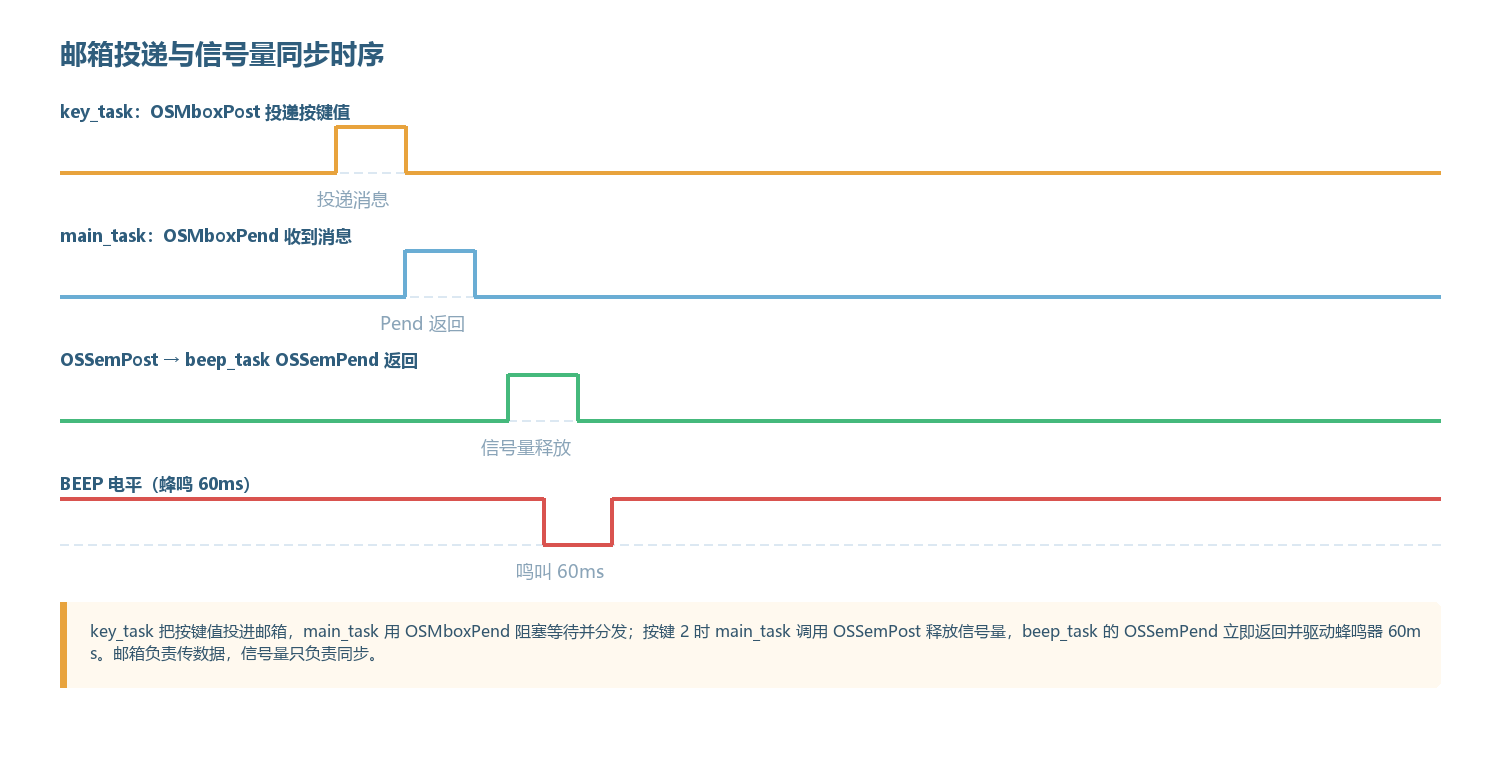 邮箱投递与信号量同步时序
key_task：OSMboxPost 投递按键值
投递消息
main_task：OSMboxPend 收到消息
Pend 返回
OSSemPost → beep_task OSSemPend 返回
信号量释放
BEEP 电平（蜂鸣 60ms）
鸣叫 60ms
key_task 把按键值投进邮箱，main_task 用 OSMboxPend 阻塞等待并分发；按键 2 时 main_task 调用 OSSemPost 释放信号量，beep_task 的 OSSemPend 立即返回并驱动蜂鸣器 60m
s。邮箱负责传数据，信号量只负责同步。